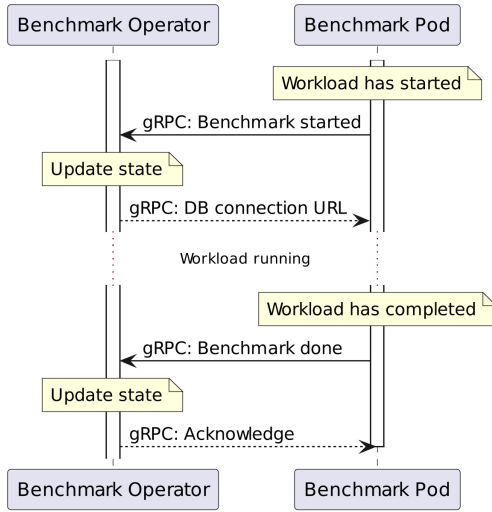 Benchmark Operator
Benchmark Pod
Workload has started
gRPC: Benchmark started
Update state
gRPC: DB connection URL
Workload running
Workload has completed
gRPC: Benchmark done
Update state
gRPC: Acknowledge
Benchmark Operator
Benchmark Pod